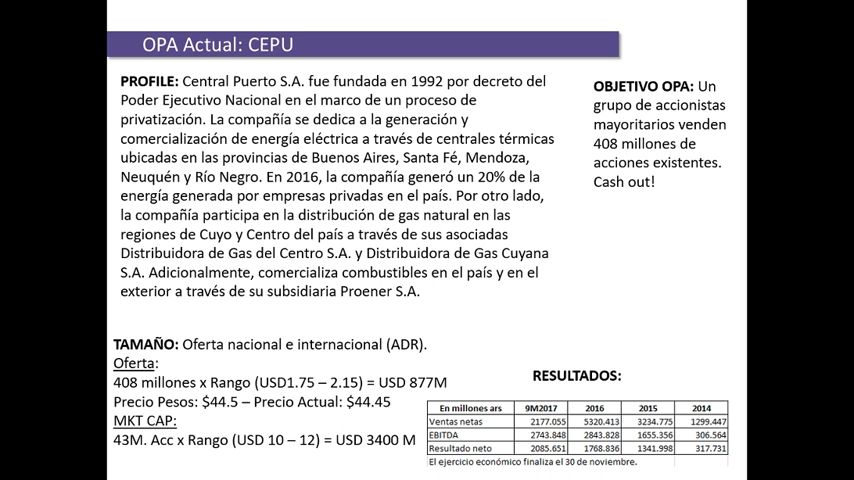 OPA Actual: CEPU
PROFILE: Central Puerto S.A. fue fundada en 1992 por decreto del
Poder Ejecutivo Nacional en el marco de un proceso de
privatización. La compañía se dedica a la generación y
comercialización de energía eléctrica a través de centrales térmicas
ubicadas en las provincias de Buenos Aires, Santa Fé, Mendoza,
Neuquén y Río Negro. En 2016, la compañía generó un 20% de la
energía generada por empresas privadas en el país. Por otro lado,
la compañía participa en la distribución de gas natural en las
regiones de Cuyo y Centro del país a través de sus asociadas
Distribuidora de Gas del Centro S.A. y Distribuidora de Gas Cuyana
S.A. Adicionalmente, comercializa combustibles en el país y en el
exterior a través de su subsidiaria Proener S.A.
OBJETIVO OPA: Un
grupo de accionistas
mayoritarios venden
408 millones de
acciones existentes.
Cash out!
TAMAÑO: Oferta nacional e internacional (ADR).
Oferta:
408 millones x Rango (USD1.75 – 2.15) = USD 877M
Precio Pesos: $44.5 – Precio Actual: $44.45
MKT CAP:
43M. Acc x Rango (USD 10 – 12) = USD 3400 M
RESULTADOS:
En millones ars 9M2017 2016 2015 2014
Ventas netas 2177.055 5320.413 3234.775 1299.447
EBITDA 2743.848 2843.828 1655.356 306.564
Resultado neto 2085.651 1768.836 1341.998 317.731
El ejercicio económico finaliza el 30 de noviembre.